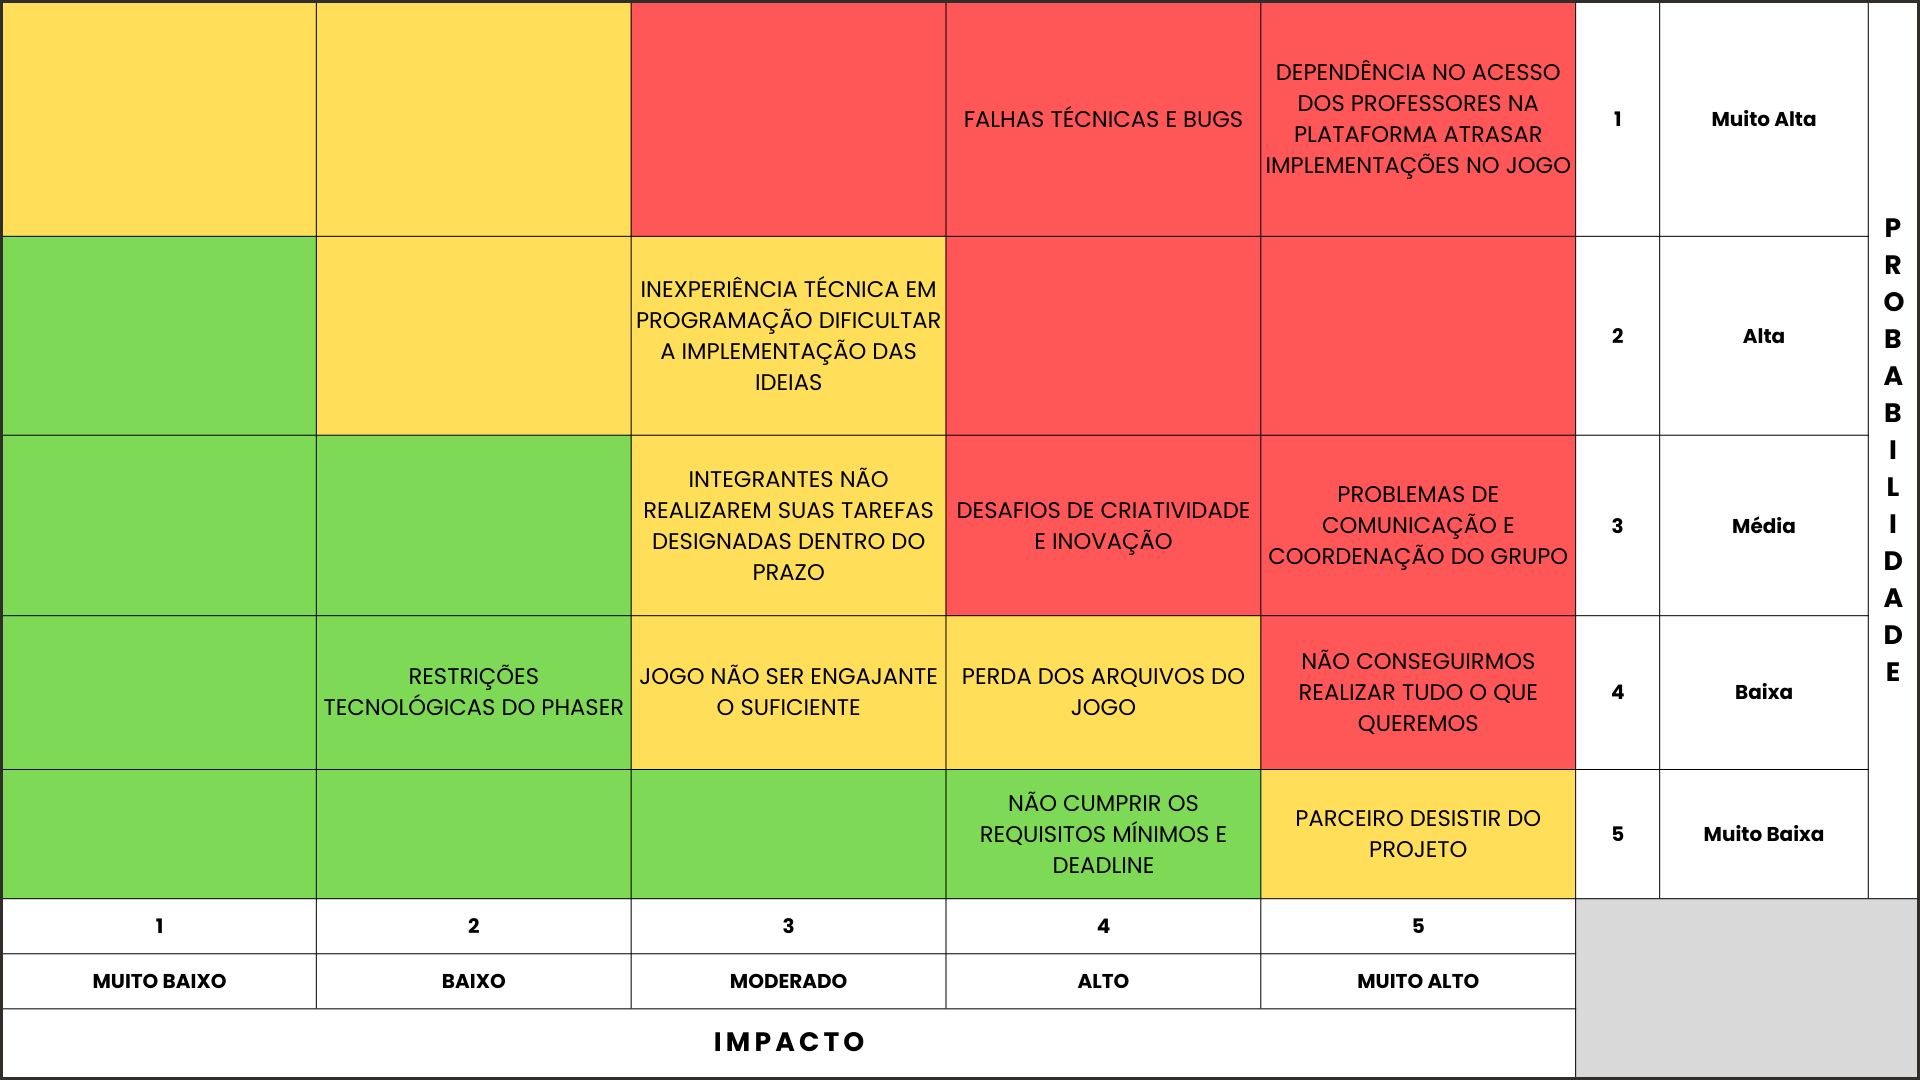 FALHAS TÉCNICAS E BUGS
DEPENDÊNCIA NO ACESSO
DOS PROFESSORES NA
PLATAFORMA ATRASAR
IMPLEMENTAÇÕES NO JOGO
1
Muito Alta
INEXPERIÊNCIA TÉCNICA EM
PROGRAMAÇÃO DIFICULTAR
A IMPLEMENTAÇÃO DAS
IDEIAS
2
Alta
INTEGRANTES NÃO
REALIZAREM SUAS TAREFAS
DESIGNADAS DENTRO DO
PRAZO
DESAFIOS DE CRIATIVIDADE
E INOVAÇÃO
PROBLEMAS DE
COMUNICAÇÃO E
COORDENAÇÃO DO GRUPO
3
Média
RESTRIÇÕES
TECNOLÓGICAS DO PHASER
JOGO NÃO SER ENGAJANTE
O SUFICIENTE
PERDA DOS ARQUIVOS DO
JOGO
NÃO CONSEGUIRMOS
REALIZAR TUDO O QUE
QUEREMOS
4
Baixa
NÃO CUMPRIR OS
REQUISITOS MÍNIMOS E
DEADLINE
PARCEIRO DESISTIR DO
PROJETO
5
Muito Baixa
PROBABILIDADE
1
2
3
4
5
MUITO BAIXO
BAIXO
MODERADO
ALTO
MUITO ALTO
IMPACTO